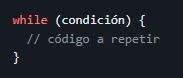 while (condición) {
  // código a repetir
}